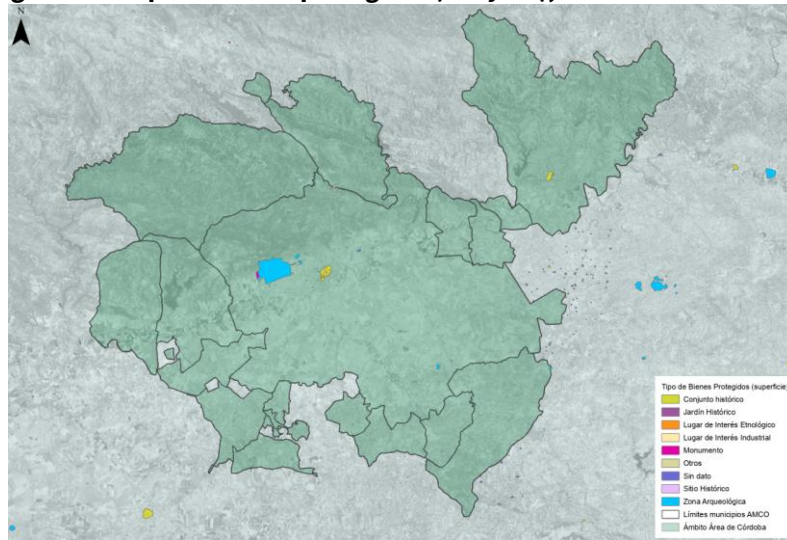 N
Tipo de Bienes Protegidos (superficie)
Conjunto histórico
Jardín Histórico
Lugar de Interés Etnológico
Lugar de Interés Industrial
Monumento
Otros
Sin dato
Sitio Histórico
Zona Arqueológica
Límites municipios AMCO
Ámbito Área de Córdoba